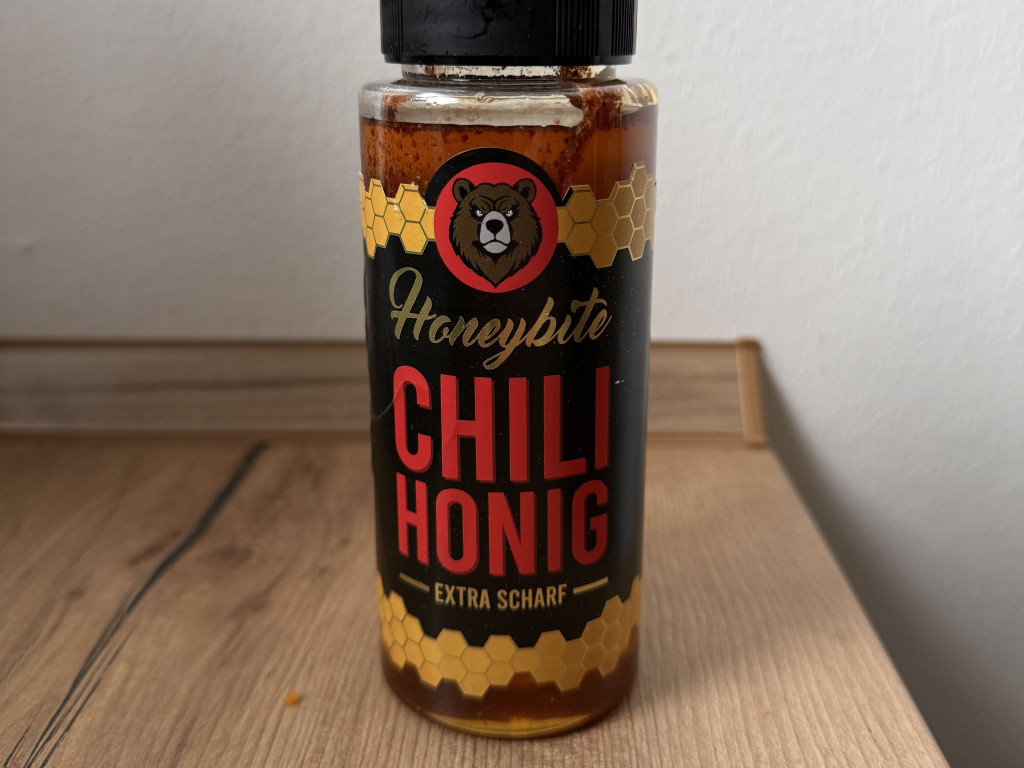 Honeybite
CHILI
HONIG
EXTRA SCHARF